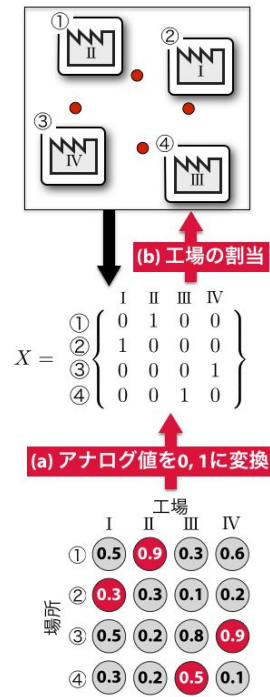 ① II
② I
③ IV
④ III
(b) 工場の割当
I II III IV
① 0 1 0 0
② 1 0 0 0
X = ③ 0 0 0 1
④ 0 0 1 0
(a) アナログ値を0, 1に変換
工場
I II III IV
場所
① 0.5 0.9 0.3 0.6
② 0.3 0.3 0.1 0.2
③ 0.5 0.2 0.8 0.9
④ 0.3 0.2 0.5 0.1